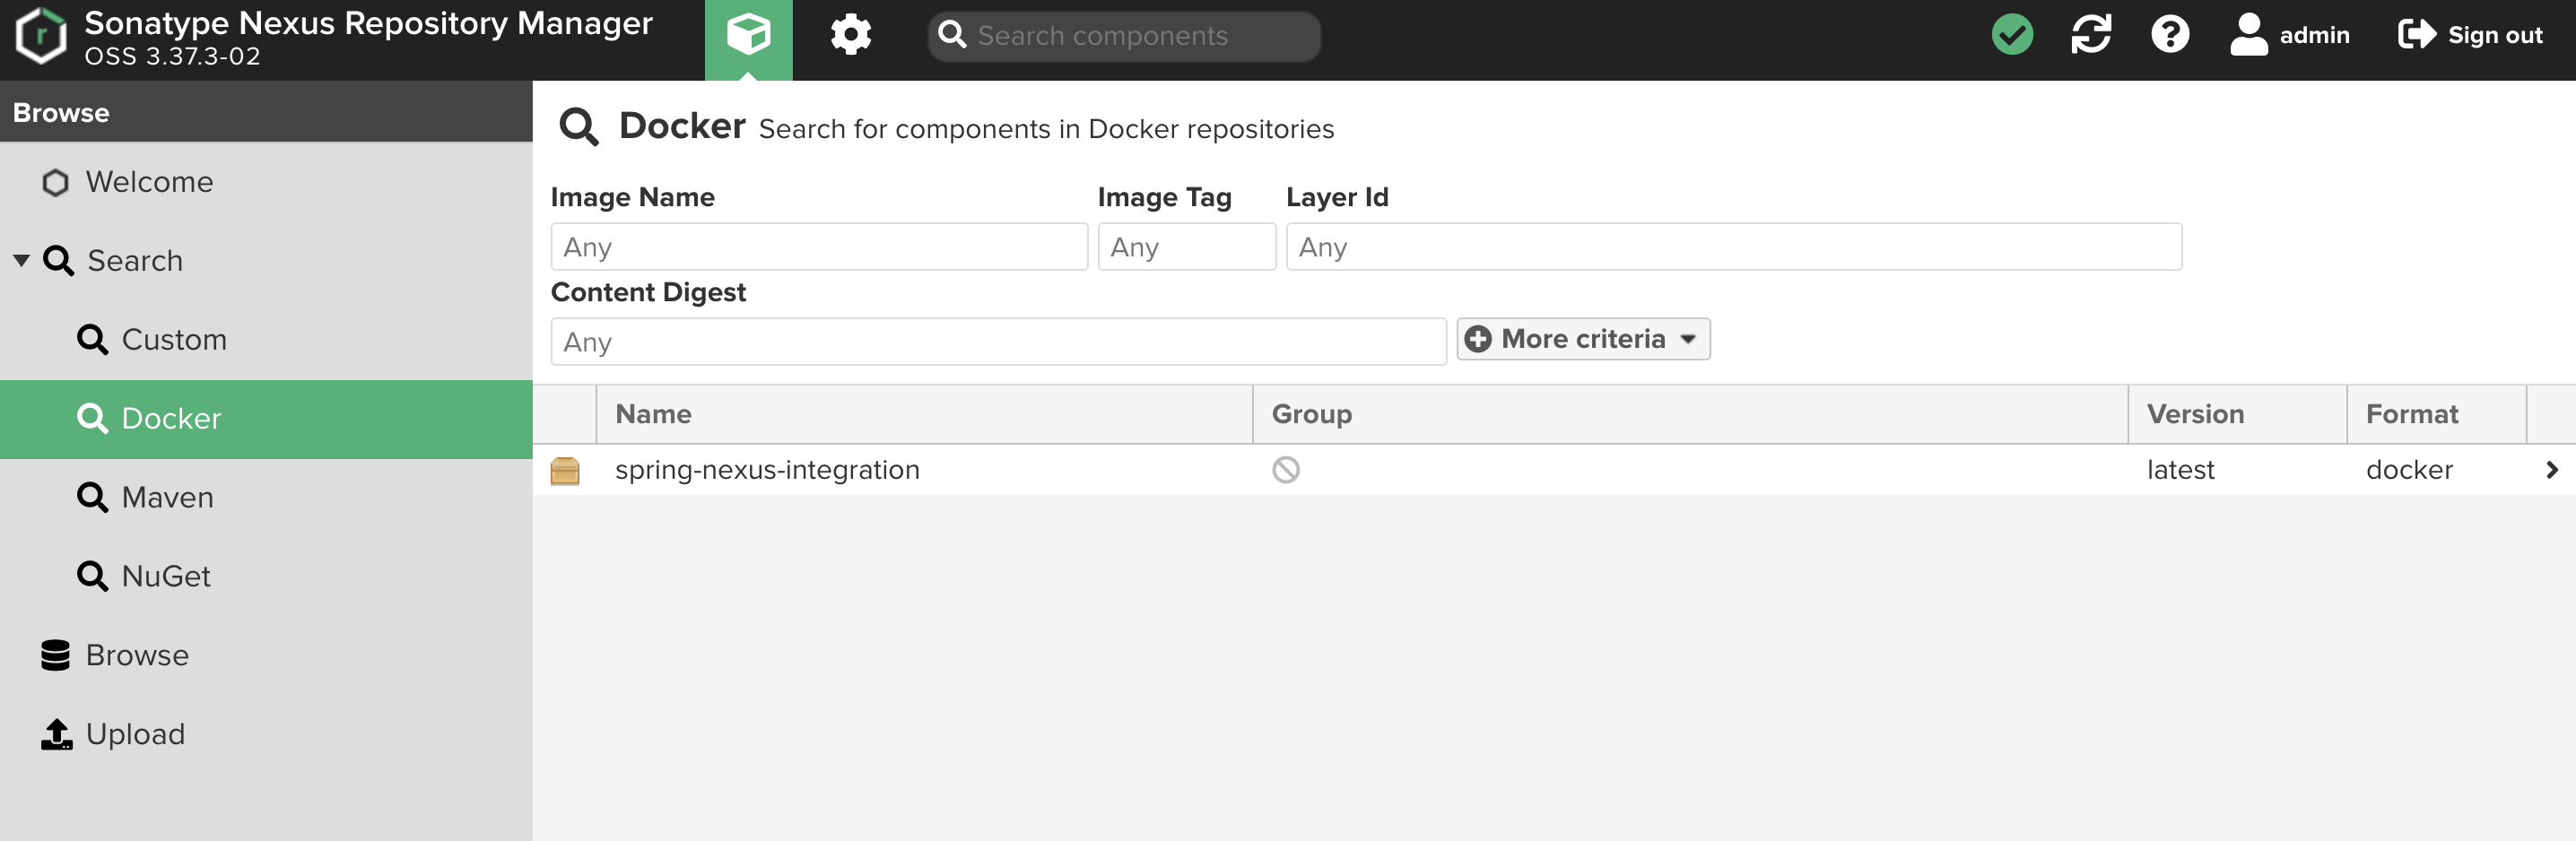 Sonatype Nexus Repository Manager
OSS 3.37.3-02
Search components
admin
Sign out
Browse
Welcome
Search
Custom
Docker
Maven
NuGet
Browse
Upload
Docker Search for components in Docker repositories
Image Name Image Tag Layer Id
Any Any Any
Content Digest
Any More criteria
Name Group Version Format
spring-nexus-integration latest docker